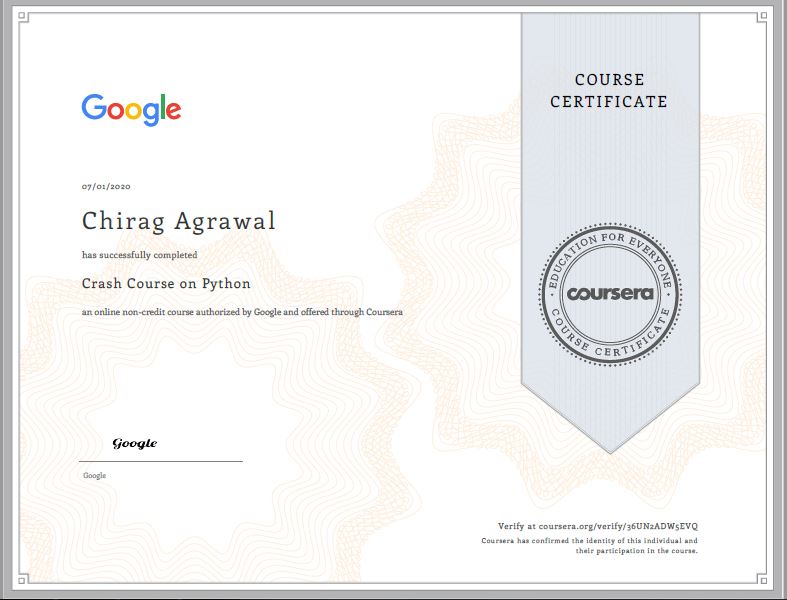 Google
COURSE
CERTIFICATE
07/01/2020
Chirag Agrawal
has successfully completed
Crash Course on Python
an online non-credit course authorized by Google and offered through Coursera
EDUCATION FOR EVERYONE
coursera
COURSE CERTIFICATE
Google
Google
Verify at coursera.org/verify/36UN2ADW5EVQ
Coursera has confirmed the identity of this individual and
their participation in the course.